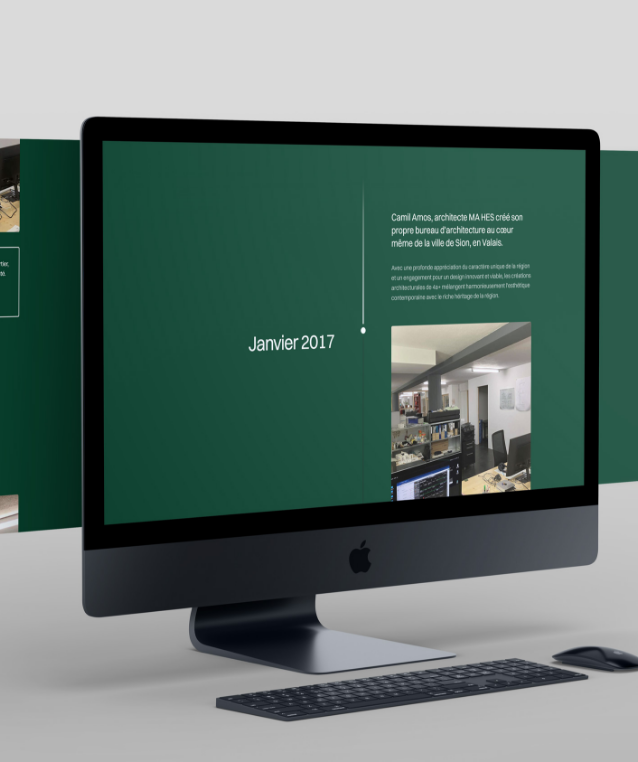 tier,
té.
Janvier 2017
Camil Amos, architecte MA HES créé son
propre bureau d'architecture au cœur
même de la ville de Sion, en Valais.
Avec une profonde appréciation du caractère unique de la région
et un engagement pour un design innovant et viable, les créations
architecturales de 4a+ mélangent harmonieusement l'esthétique
contemporaine avec le riche héritage de la région.